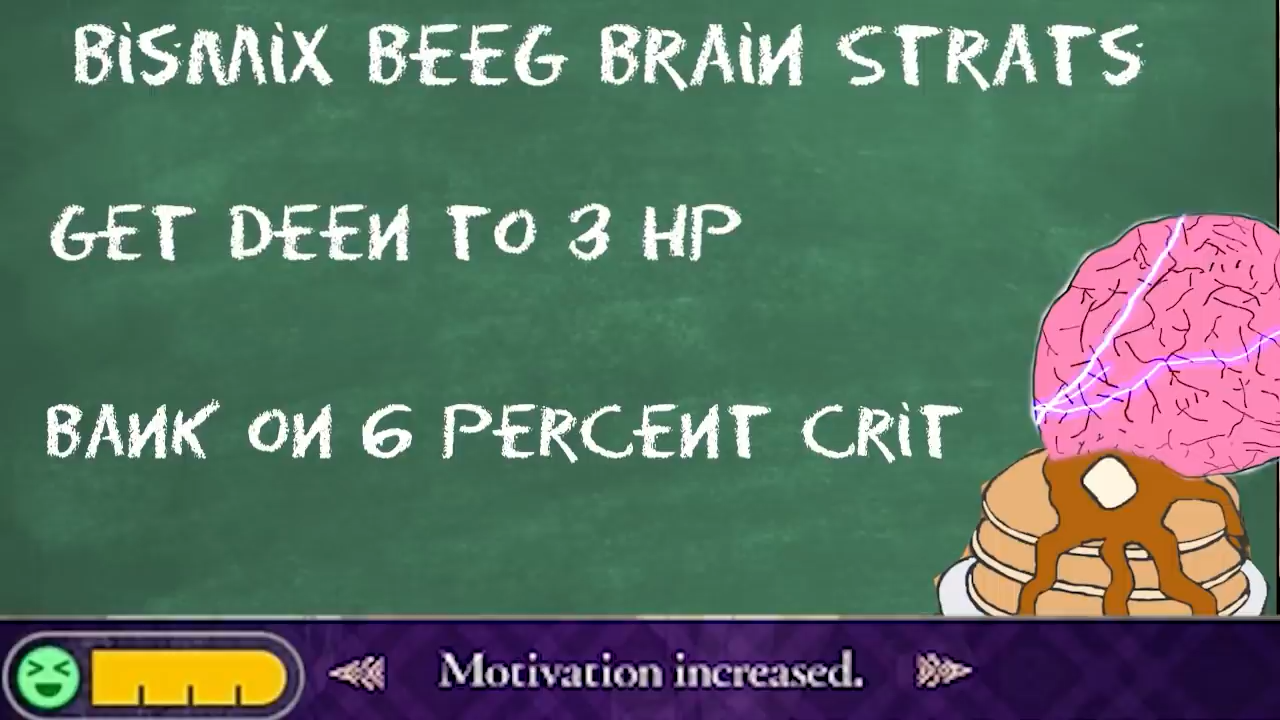 BiSMiX BEEG BRAiN STRATS
GET DEEN TO 3 HP
BANK ON 6 PERCENT CRiT
Motivation increased.